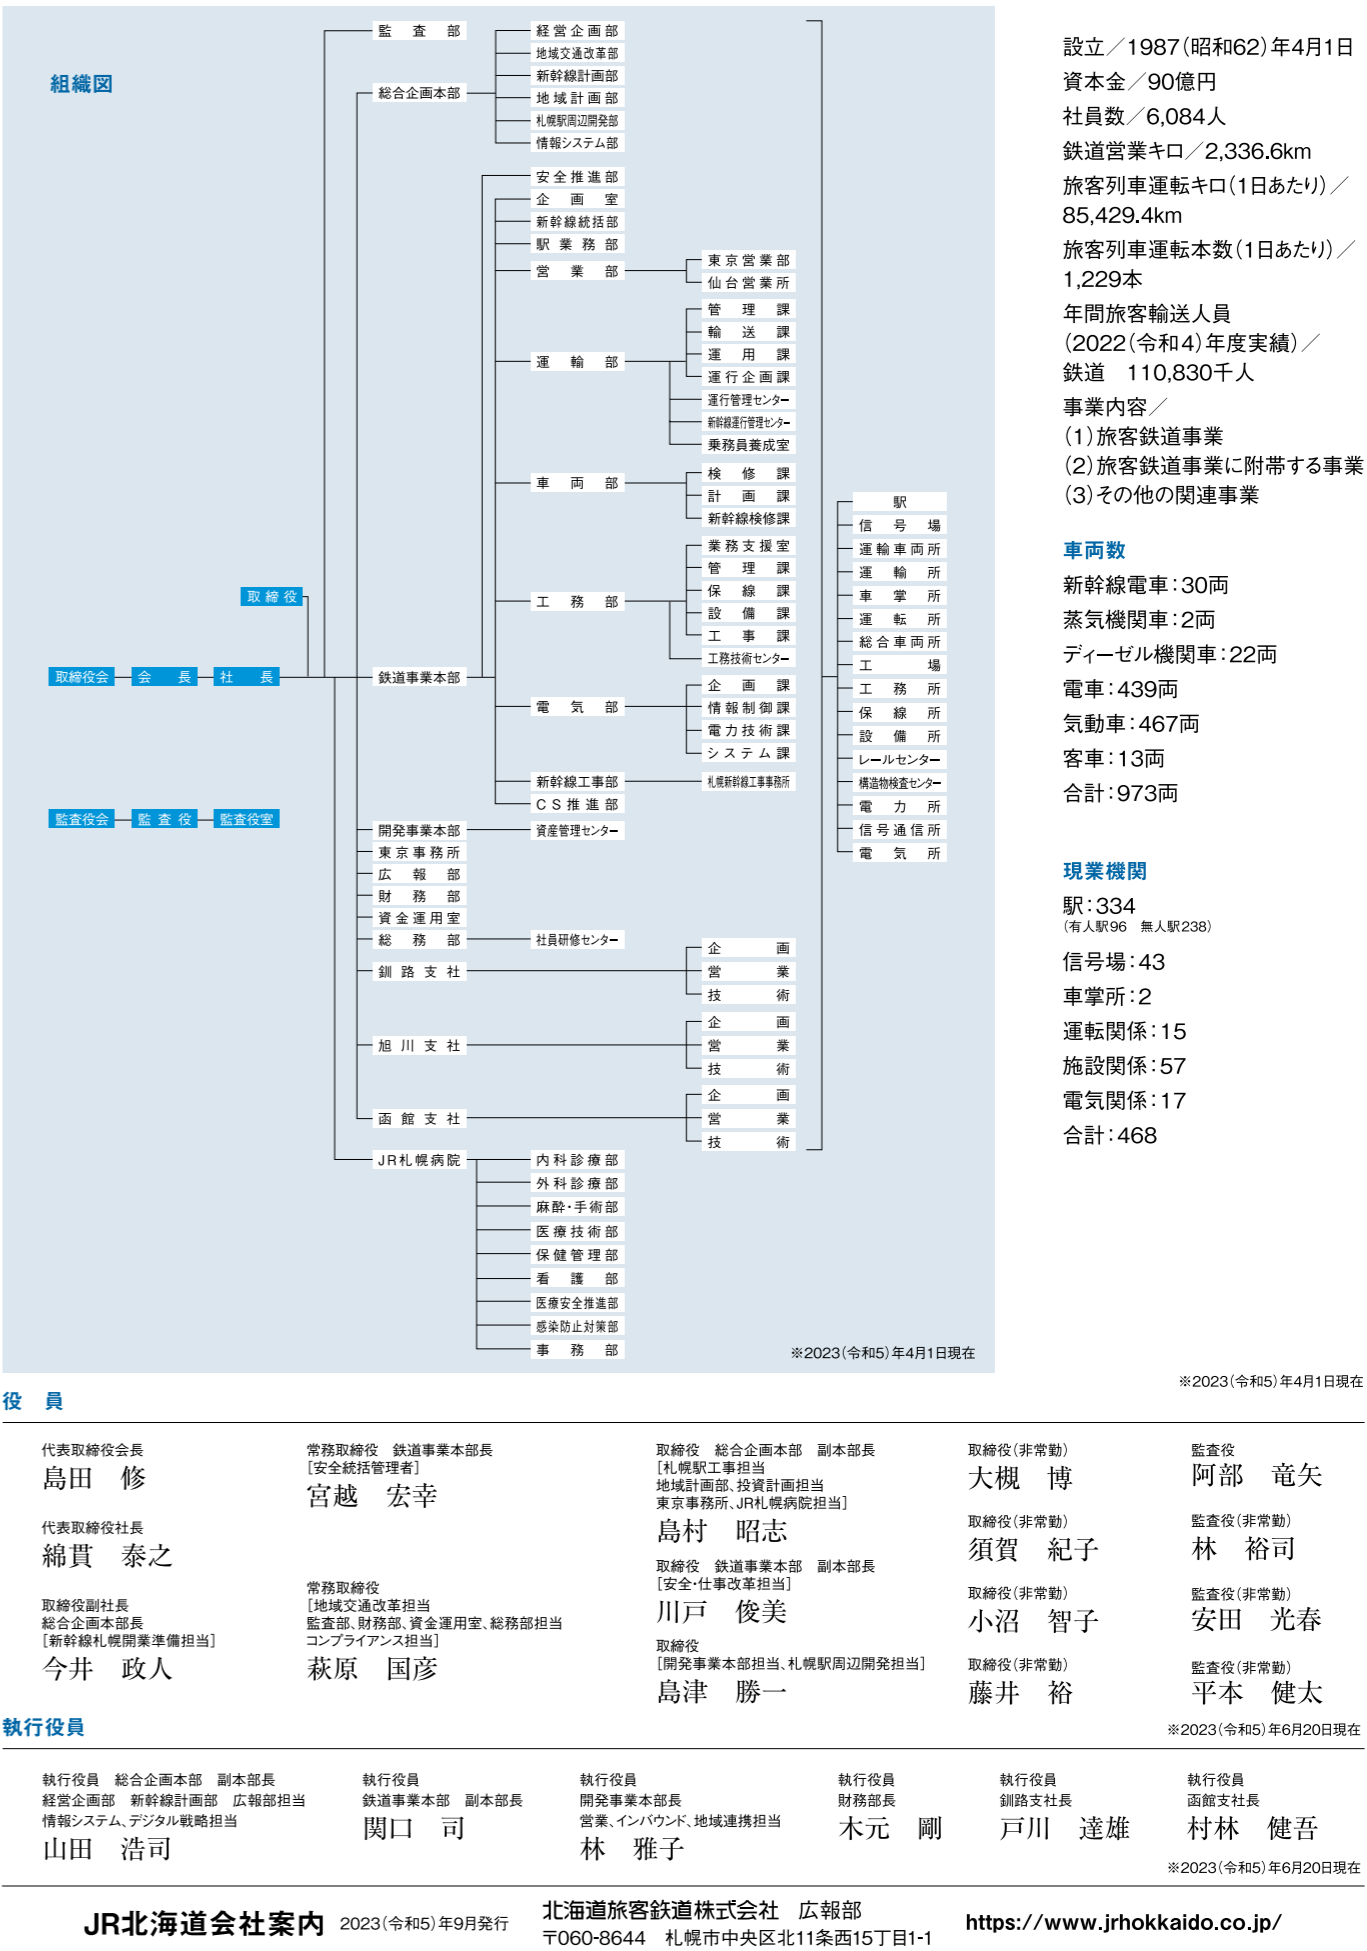 組織図
取締役会
会長
社長
取締役
監査役会
監査役
監査役室
監査部
総合企画本部
経営企画部
地域交通改革部
新幹線計画部
地域計画部
札幌駅周辺開発部
情報システム部
鉄道事業本部
安全推進部
企画室
新幹線統括部
駅業務部
営業部
東京営業部
仙台営業所
運輸部
管理課
輸送課
運用課
運行企画課
運行管理センター
新幹線運行管理センター
乗務員養成室
車両部
検修課
計画課
新幹線検修課
工務部
業務支援室
管理課
保線課
設備課
工事課
工務技術センター
電気部
企画課
情報制御課
電力技術課
システム課
新幹線工事部
札幌新幹線工事事務所
CS推進部
開発事業本部
資産管理センター
東京事務所
広報部
財務部
資金運用室
総務部
社員研修センター
釧路支社
企画
営業
技術
旭川支社
企画
営業
技術
函館支社
企画
営業
技術
JR札幌病院
内科診療部
外科診療部
麻酔・手術部
医療技術部
保健管理部
看護部
医療安全推進部
感染防止対策部
事務部
駅
信号場
運輸車両所
運輸所
車掌所
運転所
総合車両所
工場
工務所
保線所
設備所
レールセンター
構造物検査センター
電力所
信号通信所
電気所
※2023(令和5)年4月1日現在
設立／1987(昭和62)年4月1日
資本金／90億円
社員数／6,084人
鉄道営業キロ／2,336.6km
旅客列車運転キロ(1日あたり)／
85,429.4km
旅客列車運転本数(1日あたり)／
1,229本
年間旅客輸送人員
(2022(令和4)年度実績)／
鉄道　110,830千人
事業内容／
(1)旅客鉄道事業
(2)旅客鉄道事業に附帯する事業
(3)その他の関連事業
車両数
新幹線電車：30両
蒸気機関車：2両
ディーゼル機関車：22両
電車：439両
気動車：467両
客車：13両
合計：973両
現業機関
駅：334
(有人駅96　無人駅238)
信号場：43
車掌所：2
運転関係：15
施設関係：57
電気関係：17
合計：468
※2023(令和5)年4月1日現在
役　員
代表取締役会長
島田　修
代表取締役社長
綿貫　泰之
取締役副社長
総合企画本部長
[新幹線札幌開業準備担当]
今井　政人
常務取締役　鉄道事業本部長
[安全統括管理者]
宮越　宏幸
常務取締役
[地域交通改革担当
監査部、財務部、資金運用室、総務部担当
コンプライアンス担当]
萩原　国彦
取締役　総合企画本部　副本部長
[札幌駅工事担当
地域計画部、投資計画担当
東京事務所、JR札幌病院担当]
島村　昭志
取締役　鉄道事業本部　副本部長
[安全・仕事改革担当]
川戸　俊美
取締役
[開発事業本部担当、札幌駅周辺開発担当]
島津　勝一
取締役(非常勤)
大槻　博
取締役(非常勤)
須賀　紀子
取締役(非常勤)
小沼　智子
取締役(非常勤)
藤井　裕
監査役
阿部　竜矢
監査役(非常勤)
林　裕司
監査役(非常勤)
安田　光春
監査役(非常勤)
平本　健太
※2023(令和5)年6月20日現在
執行役員
執行役員　総合企画本部　副本部長
経営企画部　新幹線計画部　広報部担当
情報システム、デジタル戦略担当
山田　浩司
執行役員
鉄道事業本部　副本部長
関口　司
執行役員
開発事業本部長
営業、インバウンド、地域連携担当
林　雅子
執行役員
財務部長
木元　剛
執行役員
釧路支社長
戸川　達雄
執行役員
函館支社長
村林　健吾
※2023(令和5)年6月20日現在
JR北海道会社案内　2023(令和5)年9月発行
北海道旅客鉄道株式会社　広報部
〒060-8644　札幌市中央区北11条西15丁目1-1
https://www.jrhokkaido.co.jp/